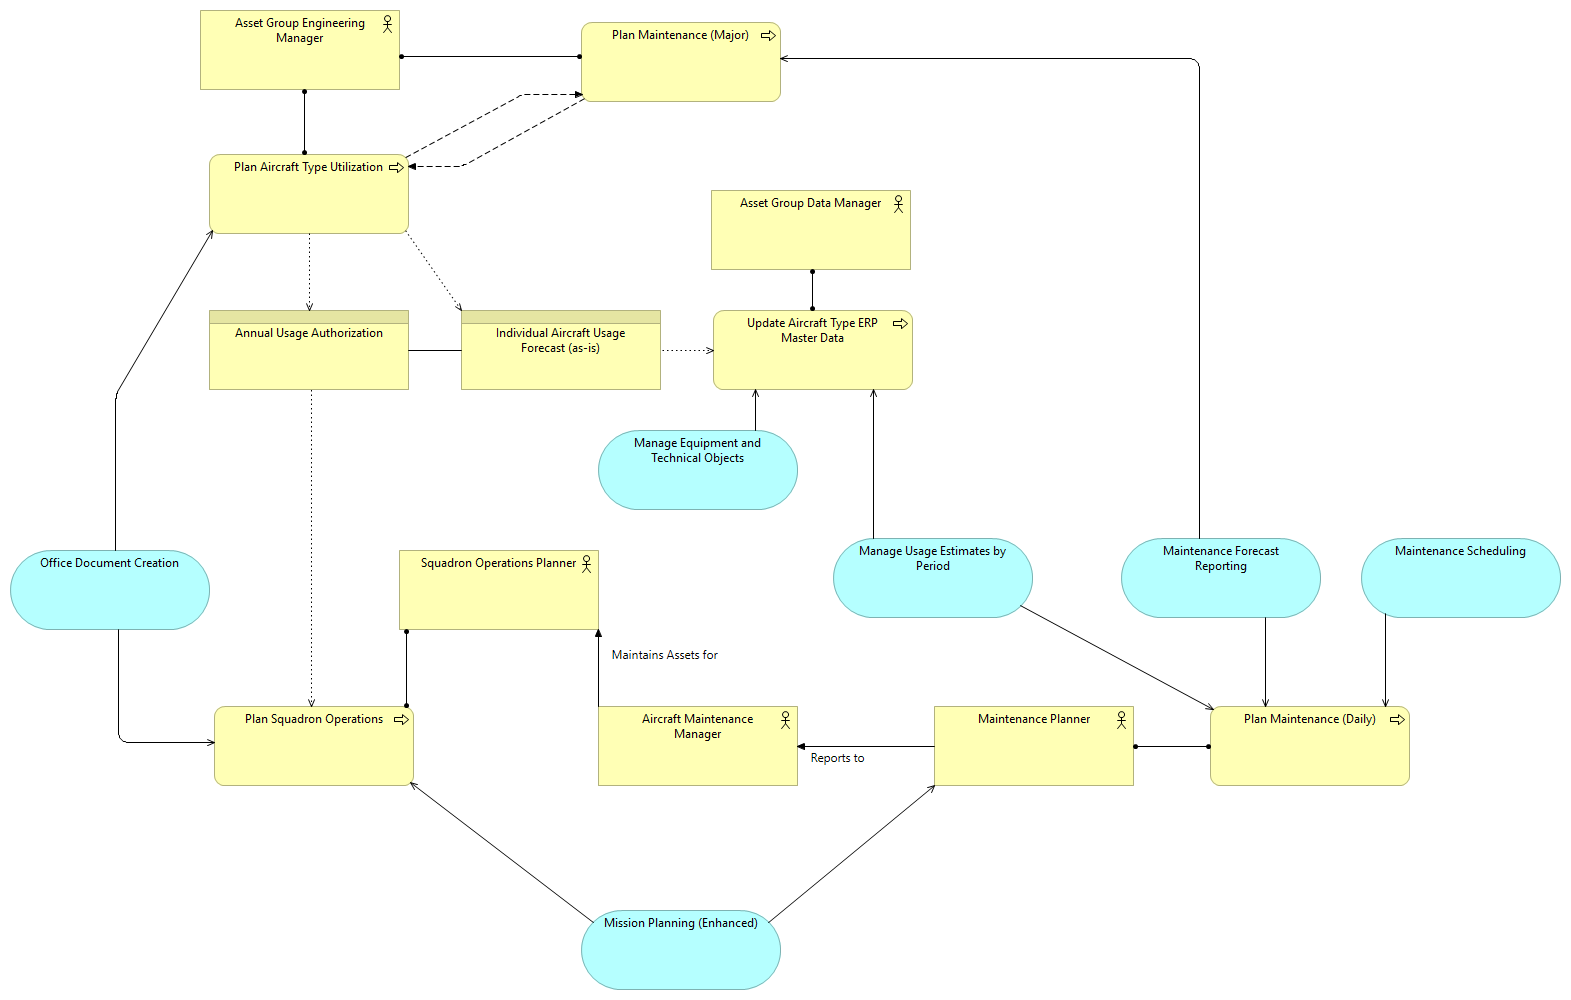 Asset Group Engineering
Manager
Plan Maintenance (Major)
Plan Aircraft Type Utilization
Asset Group Data Manager
Annual Usage Authorization
Individual Aircraft Usage
Forecast (as-is)
Update Aircraft Type ERP
Master Data
Manage Equipment and
Technical Objects
Office Document Creation
Squadron Operations Planner
Manage Usage Estimates by
Period
Maintenance Forecast
Reporting
Maintenance Scheduling
Maintains Assets for
Plan Squadron Operations
Aircraft Maintenance
Manager
Reports to
Maintenance Planner
Plan Maintenance (Daily)
Mission Planning (Enhanced)